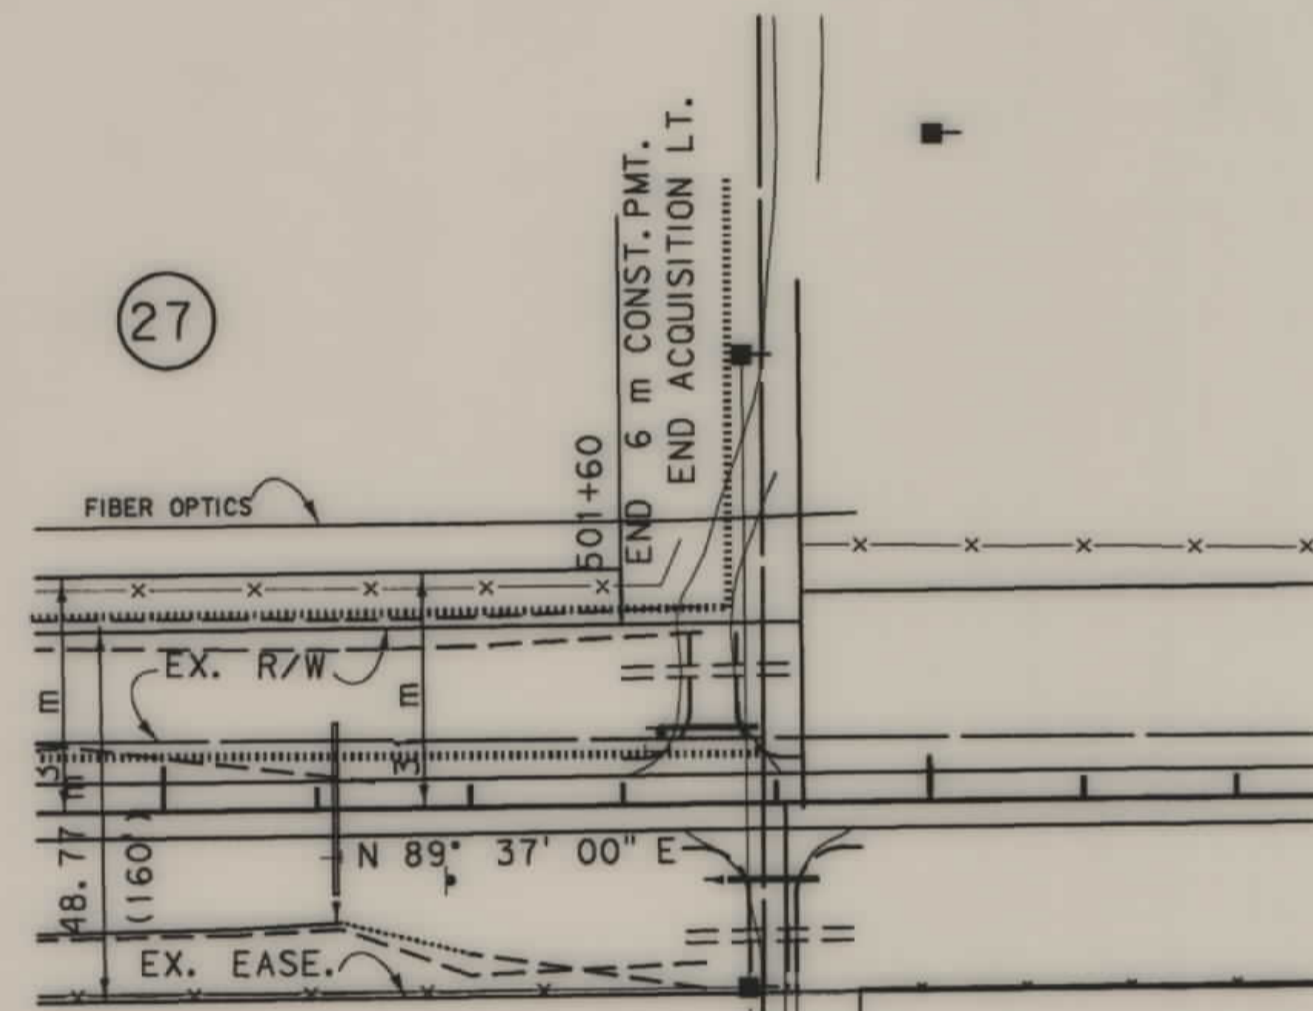 27
501+60
END 6 m CONST. PMT.
END ACQUISITION LT.
FIBER OPTICS
EX. R/W
m
m
48.77 m
(160')
N 89° 37' 00" E
EX. EASE.